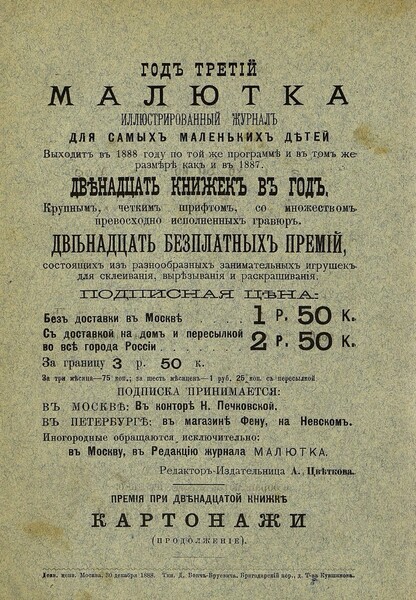 ГОДЪ ТРЕТІЙ
МАЛЮТКА
ИЛЛЮСТРИРОВАННЫЙ ЖУРНАЛЪ
ДЛЯ САМЫХЪ МАЛЕНЬКИХЪ ДѢТЕЙ
Выходитъ въ 1888 году по той же программѣ и въ томъ же
размѣрѣ какъ и въ 1887.
ДВѢНАДЦАТЬ КНИЖЕКЪ ВЪ ГОДЪ,
Крупнымъ, четкимъ шрифтомъ, со множествомъ
превосходно исполненныхъ гравюръ.
ДВѢНАДЦАТЬ БЕЗПЛАТНЫХЪ ПРЕМІЙ,
состоящихъ изъ разнообразныхъ занимательныхъ игрушекъ
для склеиванія, вырѣзыванія и раскрашиванія.
ПОДПИСНАЯ ЦѢНА:
Безъ доставки въ Москвѣ . . . . . 1 Р. 50 К.
Съ доставкой на домъ и пересылкой
во всѣ города Россіи . . . . . 2 Р. 50 К.
За границу 3 р. 50 к.
За три мѣсяца—75 коп.; за шесть мѣсяцевъ—1 руб. 25 коп. съ пересылкой
ПОДПИСКА ПРИНИМАЕТСЯ:
ВЪ МОСКВѢ: Въ конторѣ Н. Печковской.
ВЪ ПЕТЕРБУРГѢ: въ магазинѣ Фену, на Невскомъ.
Иногородные обращаются исключительно:
въ Москву, въ Редакцію журнала МАЛЮТКА.
Редакторъ-Издательница А. Цвѣткова.
ПРЕМІЯ ПРИ ДВѢНАДЦАТОЙ КНИЖКѢ
КАРТОНАЖИ
(ПРОДОЛЖЕНІЕ).
Дозв. ценз. Москва. 30 декабря 1888. Тип. Д. Бончъ-Бруевича. Бригадирскій пер., д. Т-ва Кувшинова.